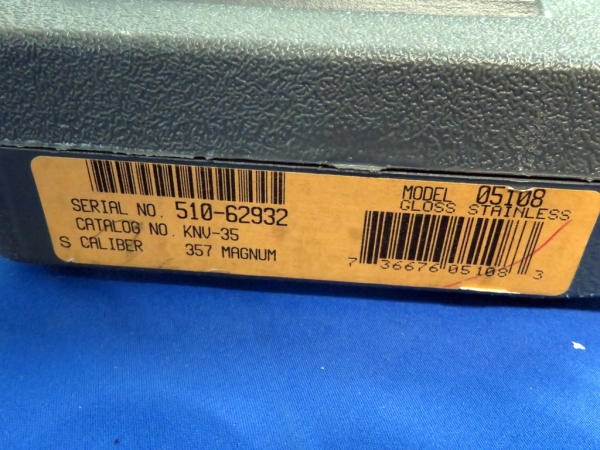 SERIAL NO. 510-62932
CATALOG NO. KNV-35
S CALIBER 357 MAGNUM
MODEL 05108
GLOSS STAINLESS
7 36676 05108 3